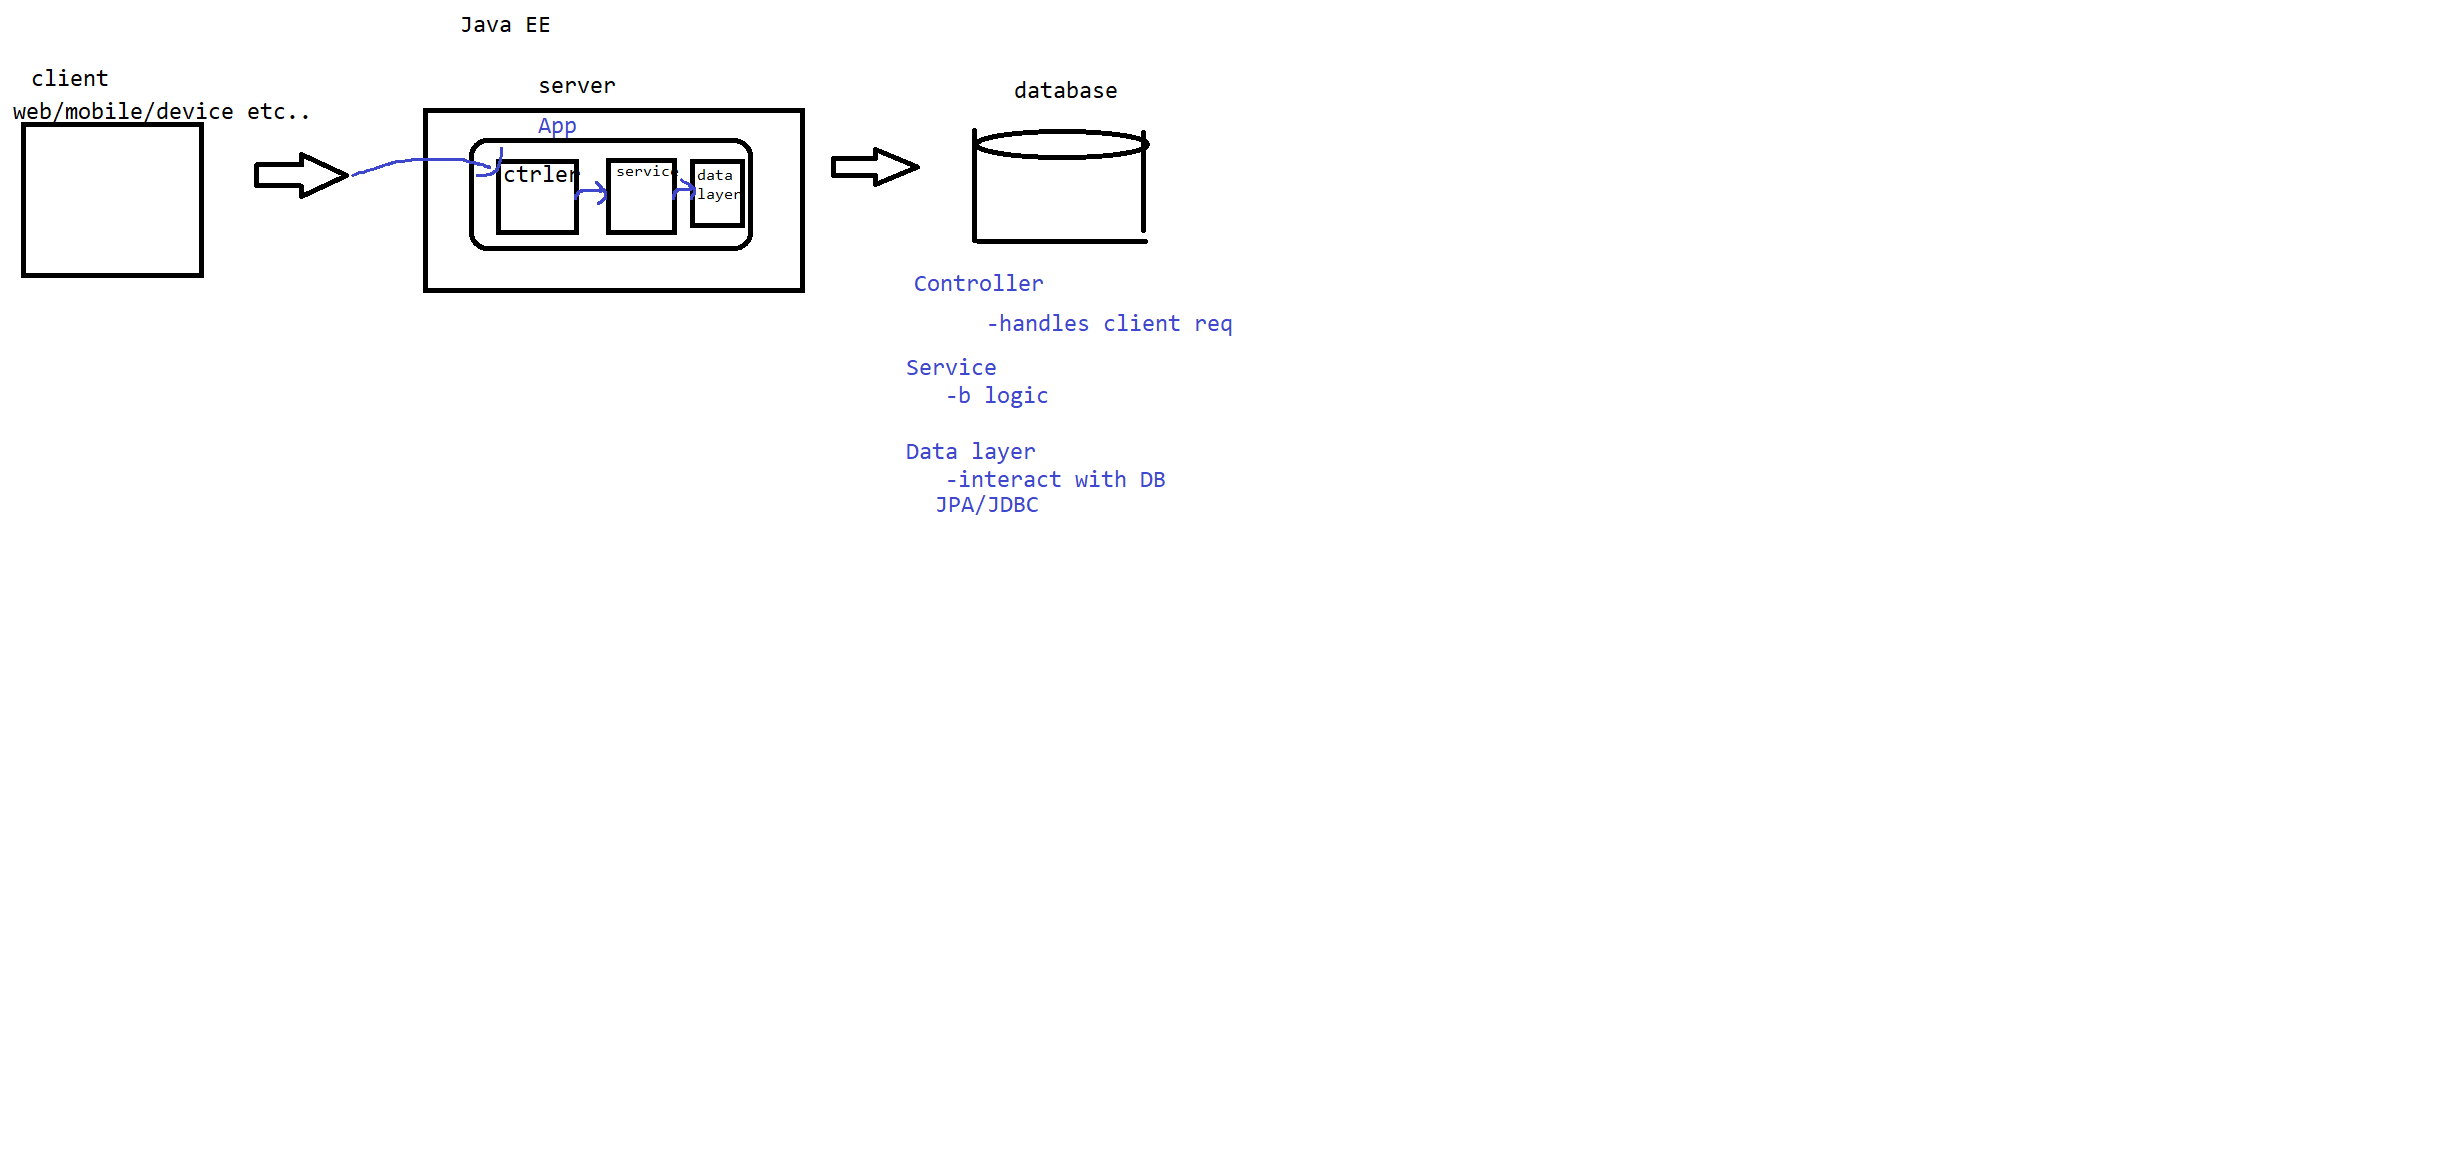 Java EE
client
web/mobile/device etc..
server
database
App
ctrler
service
data
layer
Controller
-handles client req
Service
-b logic
Data layer
-interact with DB
JPA/JDBC